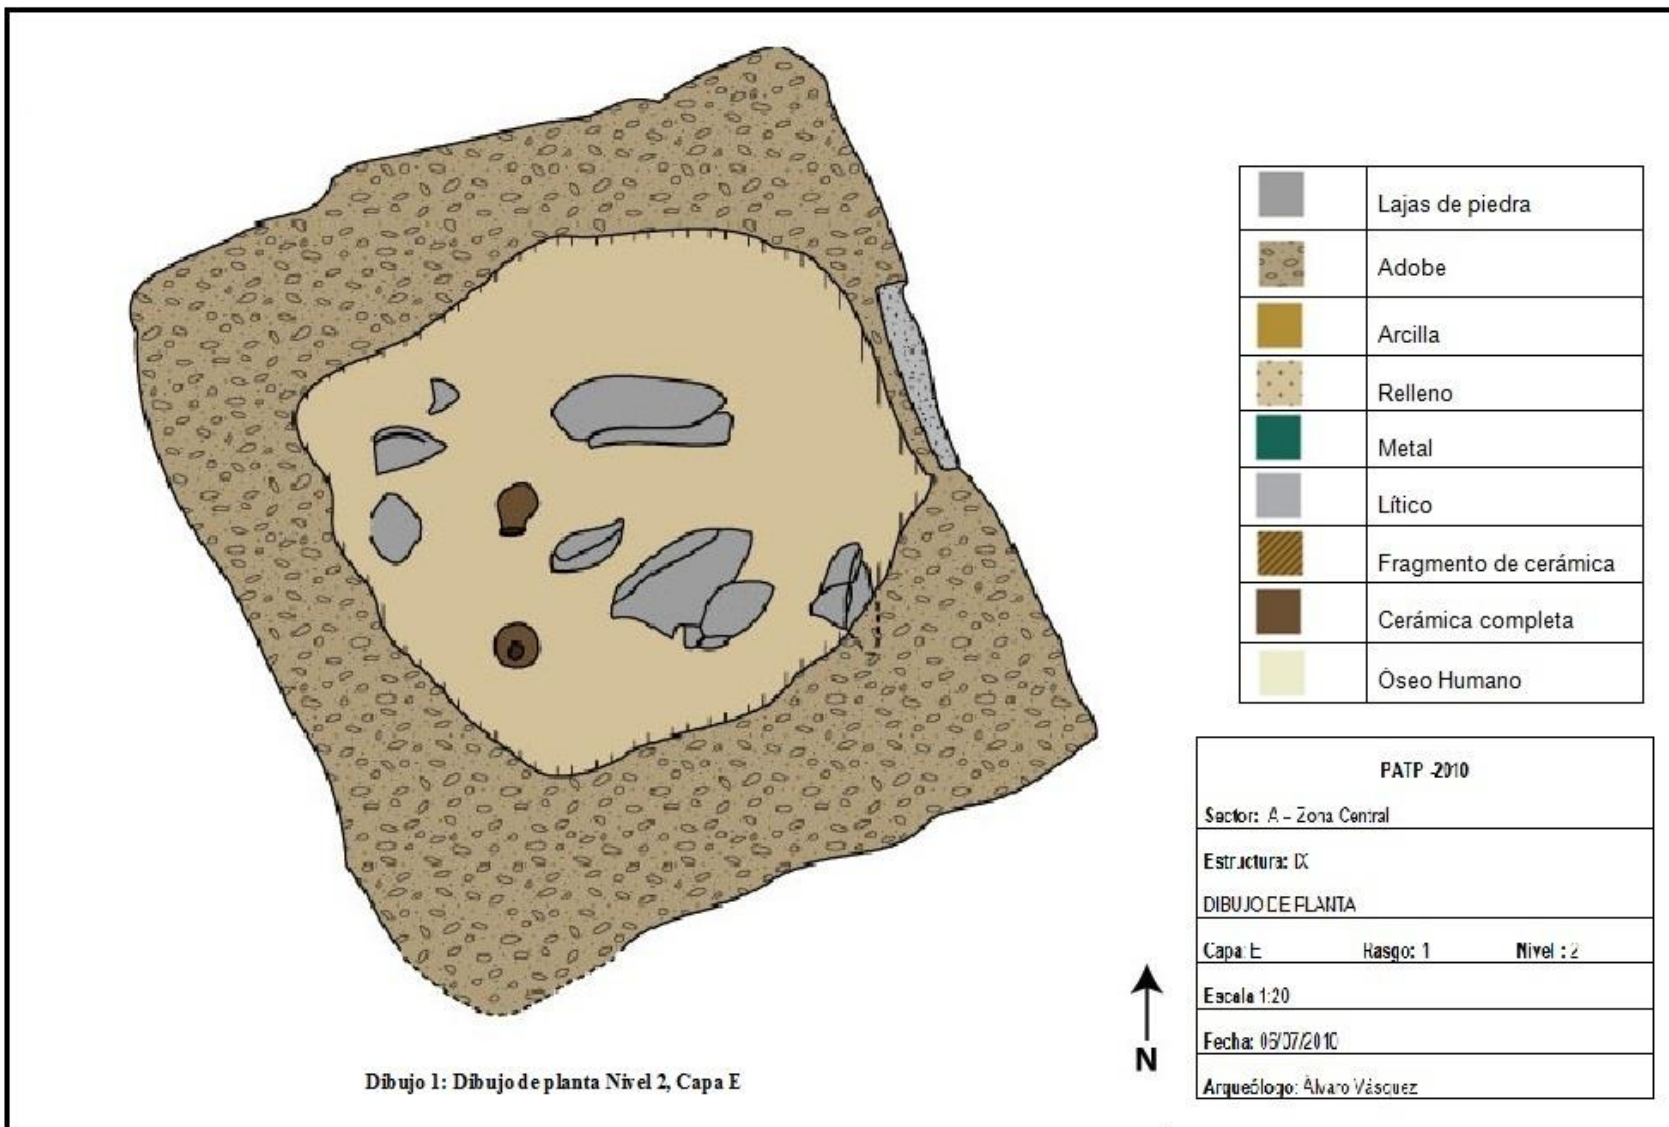 Lajas de piedra
Adobe
Arcilla
Relleno
Metal
Lítico
Fragmento de cerámica
Cerámica completa
Óseo Humano
PATP -2010
Sector: A – Zona Central
Estructura: IX
DIBUJO DE PLANTA
Capa: E Rasgo: 1 Nivel : 2
Escala 1:20
Fecha: 06/07/2010
Arqueólogo: Álvaro Vásquez
N
Dibujo 1: Dibujo de planta Nivel 2, Capa E